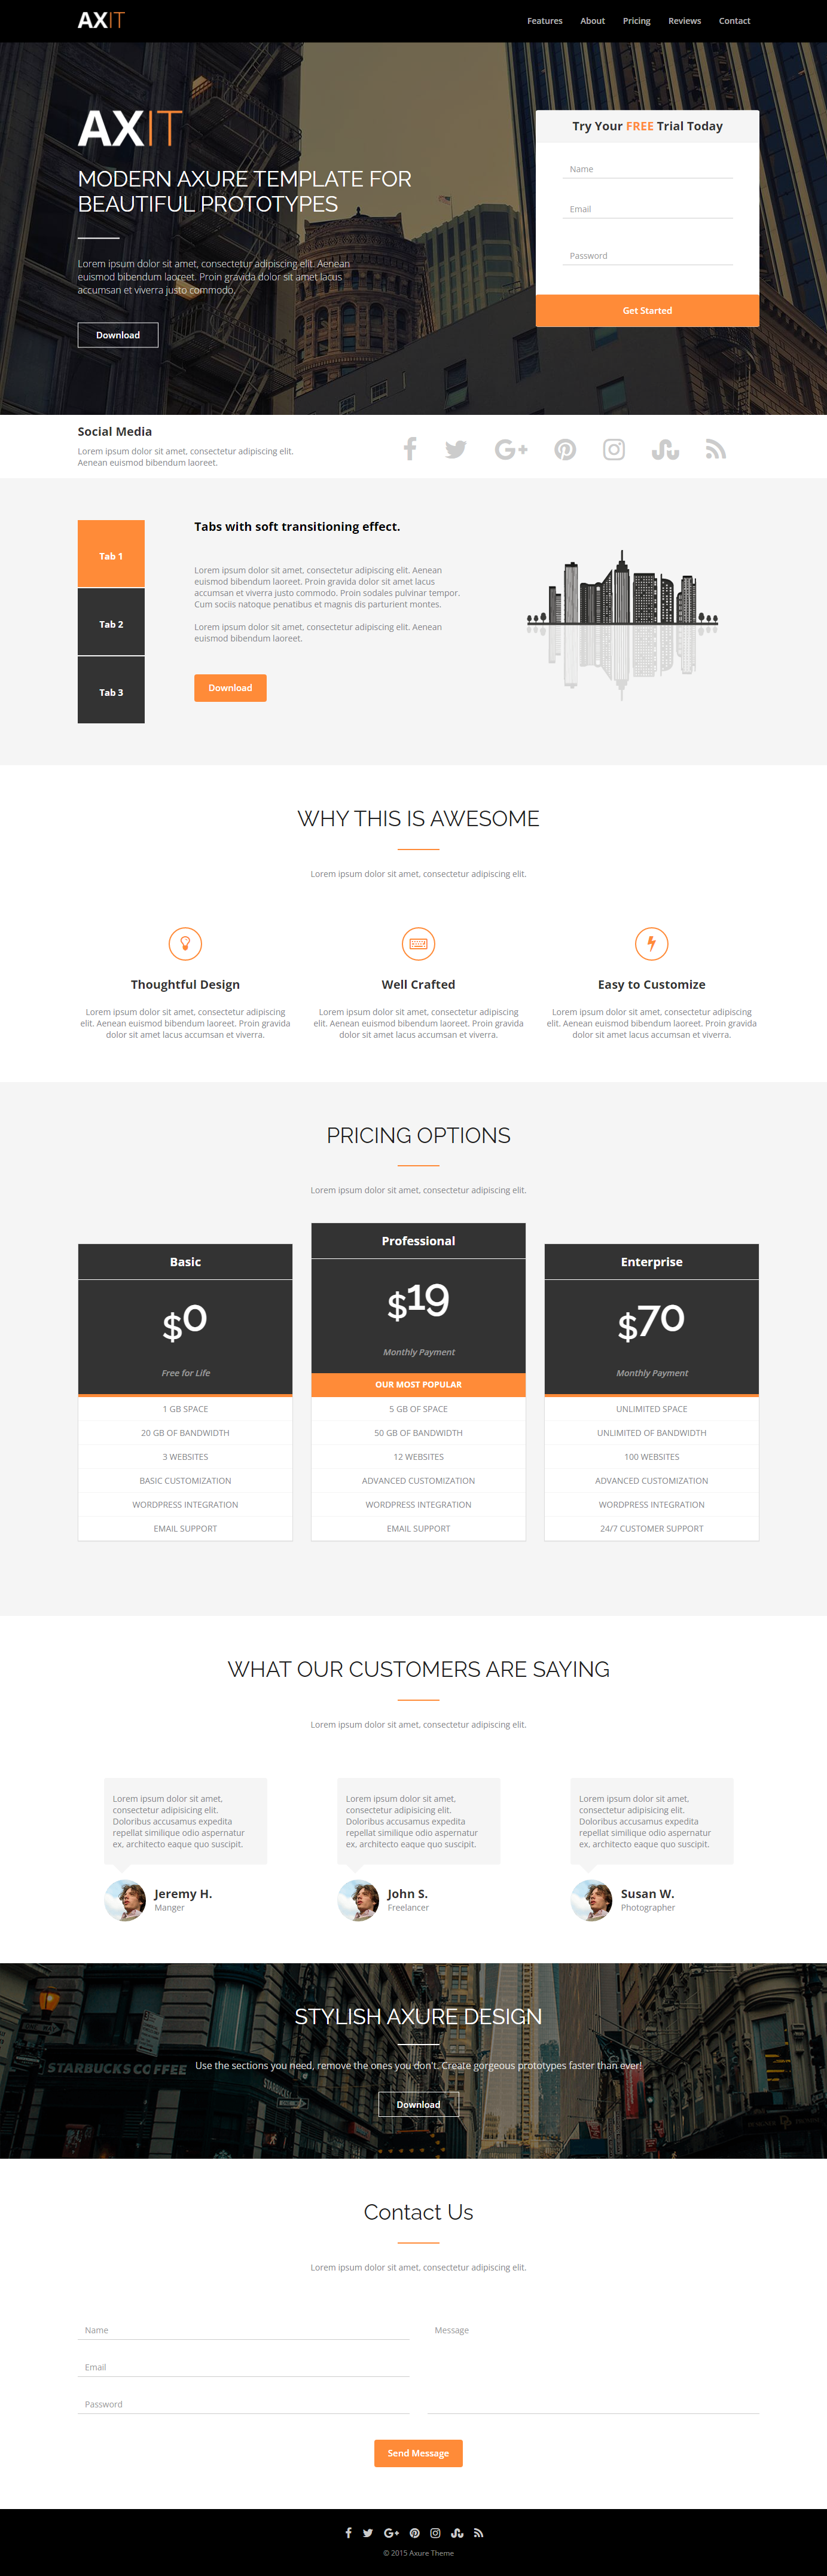 AXIT
Features About Pricing Reviews Contact
AXIT
MODERN AXURE TEMPLATE FOR
BEAUTIFUL PROTOTYPES
Lorem ipsum dolor sit amet, consectetur adipiscing elit. Aenean
euismod bibendum laoreet. Proin gravida dolor sit amet lacus
accumsan et viverra justo commodo.
Download
Try Your FREE Trial Today
Name
Email
Password
Get Started
Social Media
Lorem ipsum dolor sit amet, consectetur adipiscing elit.
Aenean euismod bibendum laoreet.
Tab 1
Tab 2
Tab 3
Tabs with soft transitioning effect.
Lorem ipsum dolor sit amet, consectetur adipiscing elit. Aenean
euismod bibendum laoreet. Proin gravida dolor sit amet lacus
accumsan et viverra justo commodo. Proin sodales pulvinar tempor.
Cum sociis natoque penatibus et magnis dis parturient montes.
Lorem ipsum dolor sit amet, consectetur adipiscing elit. Aenean
euismod bibendum laoreet.
Download
WHY THIS IS AWESOME
Lorem ipsum dolor sit amet, consectetur adipiscing elit.
Thoughtful Design
Lorem ipsum dolor sit amet, consectetur adipiscing
elit. Aenean euismod bibendum laoreet. Proin gravida
dolor sit amet lacus accumsan et viverra.
Well Crafted
Lorem ipsum dolor sit amet, consectetur adipiscing
elit. Aenean euismod bibendum laoreet. Proin gravida
dolor sit amet lacus accumsan et viverra.
Easy to Customize
Lorem ipsum dolor sit amet, consectetur adipiscing
elit. Aenean euismod bibendum laoreet. Proin gravida
dolor sit amet lacus accumsan et viverra.
PRICING OPTIONS
Lorem ipsum dolor sit amet, consectetur adipiscing elit.
Basic
$0
Free for Life
1 GB SPACE
20 GB OF BANDWIDTH
3 WEBSITES
BASIC CUSTOMIZATION
WORDPRESS INTEGRATION
EMAIL SUPPORT
Professional
$19
Monthly Payment
OUR MOST POPULAR
5 GB OF SPACE
50 GB OF BANDWIDTH
12 WEBSITES
ADVANCED CUSTOMIZATION
WORDPRESS INTEGRATION
EMAIL SUPPORT
Enterprise
$70
Monthly Payment
UNLIMITED SPACE
UNLIMITED OF BANDWIDTH
100 WEBSITES
ADVANCED CUSTOMIZATION
WORDPRESS INTEGRATION
24/7 CUSTOMER SUPPORT
WHAT OUR CUSTOMERS ARE SAYING
Lorem ipsum dolor sit amet, consectetur adipiscing elit.
Lorem ipsum dolor sit amet,
consectetur adipisicing elit.
Doloribus accusamus expedita
repellat similique odio aspernatur
ex, architecto eaque quo suscipit.
Jeremy H.
Manger
Lorem ipsum dolor sit amet,
consectetur adipisicing elit.
Doloribus accusamus expedita
repellat similique odio aspernatur
ex, architecto eaque quo suscipit.
John S.
Freelancer
Lorem ipsum dolor sit amet,
consectetur adipisicing elit.
Doloribus accusamus expedita
repellat similique odio aspernatur
ex, architecto eaque quo suscipit.
Susan W.
Photographer
STYLISH AXURE DESIGN
Use the sections you need, remove the ones you don't. Create gorgeous prototypes faster than ever!
STARBUCKS COFFEE
STARBUCKS
Download
Contact Us
Lorem ipsum dolor sit amet, consectetur adipiscing elit.
Name
Email
Password
Message
Send Message
© 2015 Axure Theme